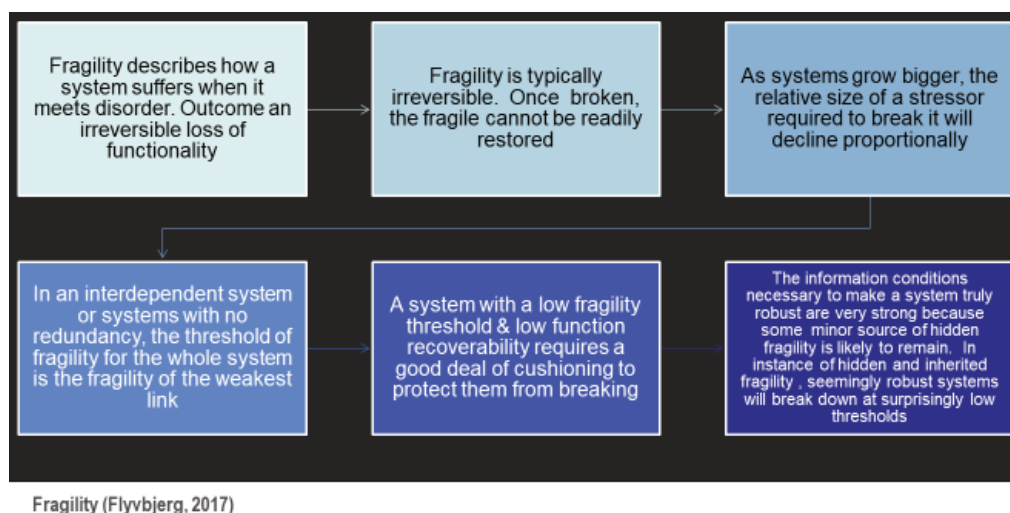 Fragility describes how a
system suffers when it
meets disorder. Outcome an
irreversible loss of
functionality
Fragility is typically
irreversible. Once broken,
the fragile cannot be readily
restored
As systems grow bigger, the
relative size of a stressor
required to break it will
decline proportionally
In an interdependent system
or systems with no
redundancy, the threshold of
fragility for the whole system
is the fragility of the weakest
link
A system with a low fragility
threshold & low function
recoverability requires a
good deal of cushioning to
protect them from breaking
The information conditions
necessary to make a system truly
robust are very strong because
some minor source of hidden
fragility is likely to remain. In
instance of hidden and inherited
fragility , seemingly robust systems
will break down at surprisingly low
thresholds
Fragility (Flyvbjerg, 2017)